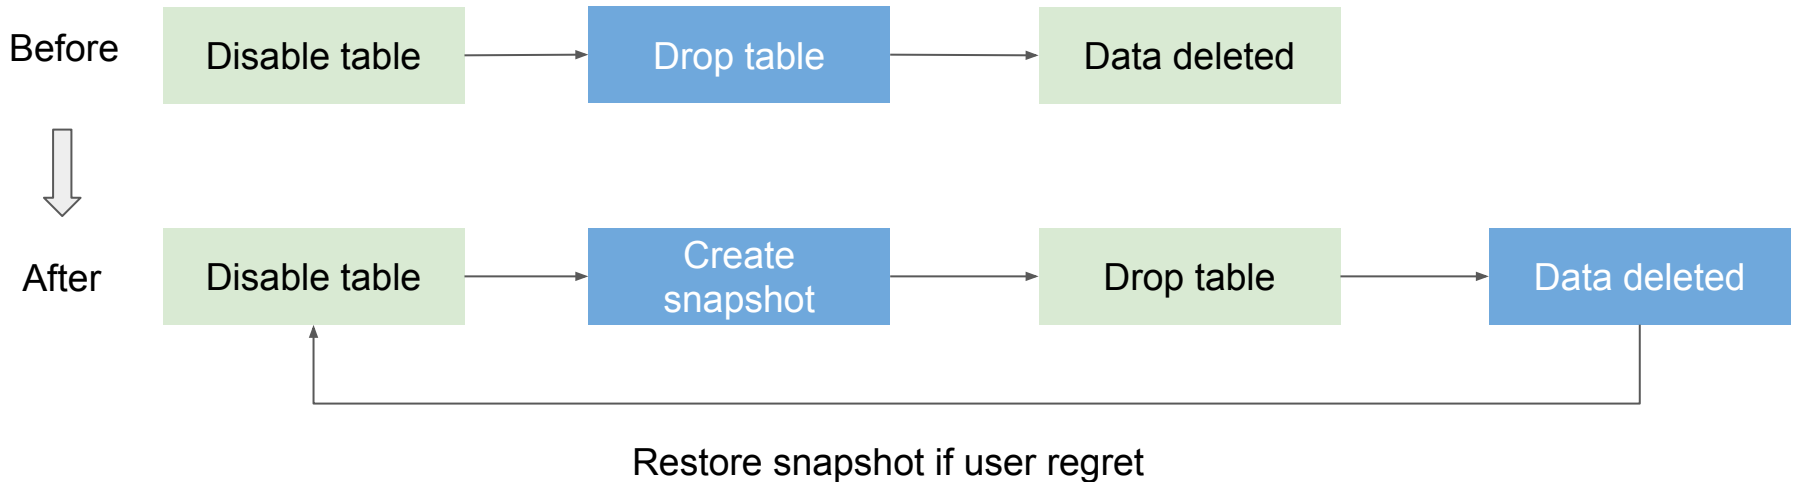 Before
Disable table
Drop table
Data deleted
After
Disable table
Create
snapshot
Drop table
Data deleted
Restore snapshot if user regret